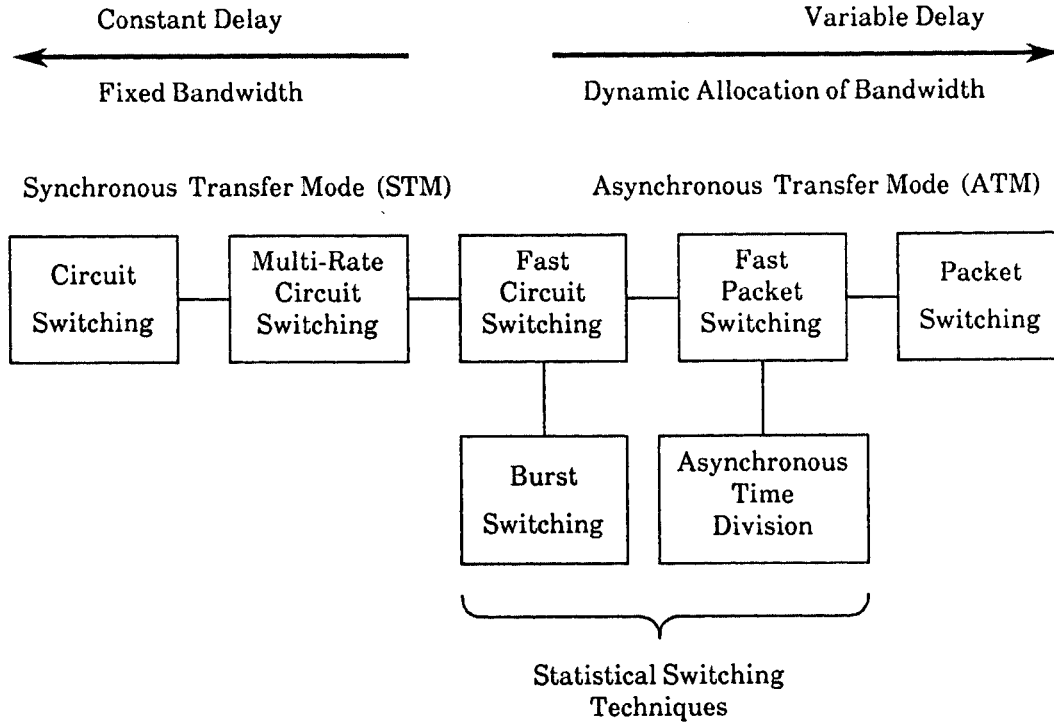 Constant Delay
Variable Delay
Fixed Bandwidth
Dynamic Allocation of Bandwidth
Synchronous Transfer Mode (STM)
Asynchronous Transfer Mode (ATM)
Circuit
Switching
Multi-Rate
Circuit
Switching
Fast
Circuit
Switching
Fast
Packet
Switching
Packet
Switching
Burst
Switching
Asynchronous
Time
Division
Statistical Switching
Techniques